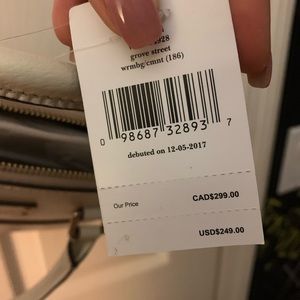 grove street
wrmbg/cmnt (186)
0 98687 32893 7
debuted on 12-05-2017
Our Price CAD$299.00
USD$249.00